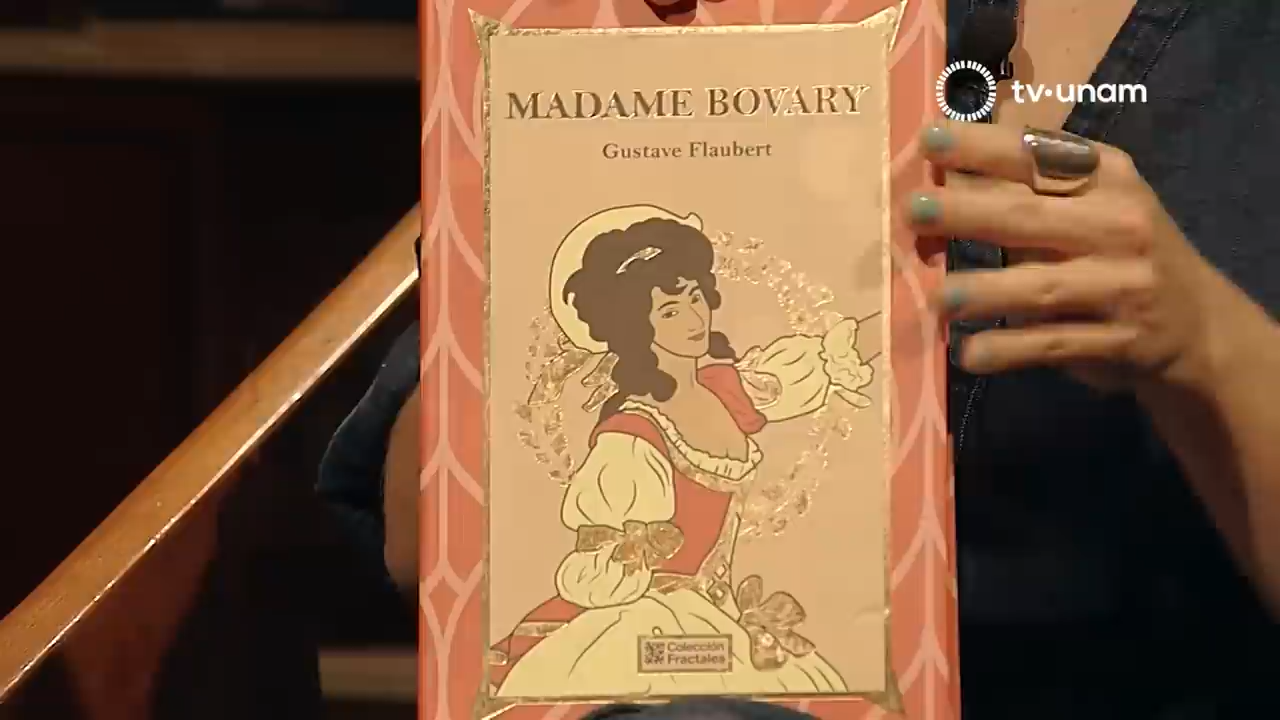 MADAME BOVARY
Gustave Flaubert
tv·unam
Colección
Fractales